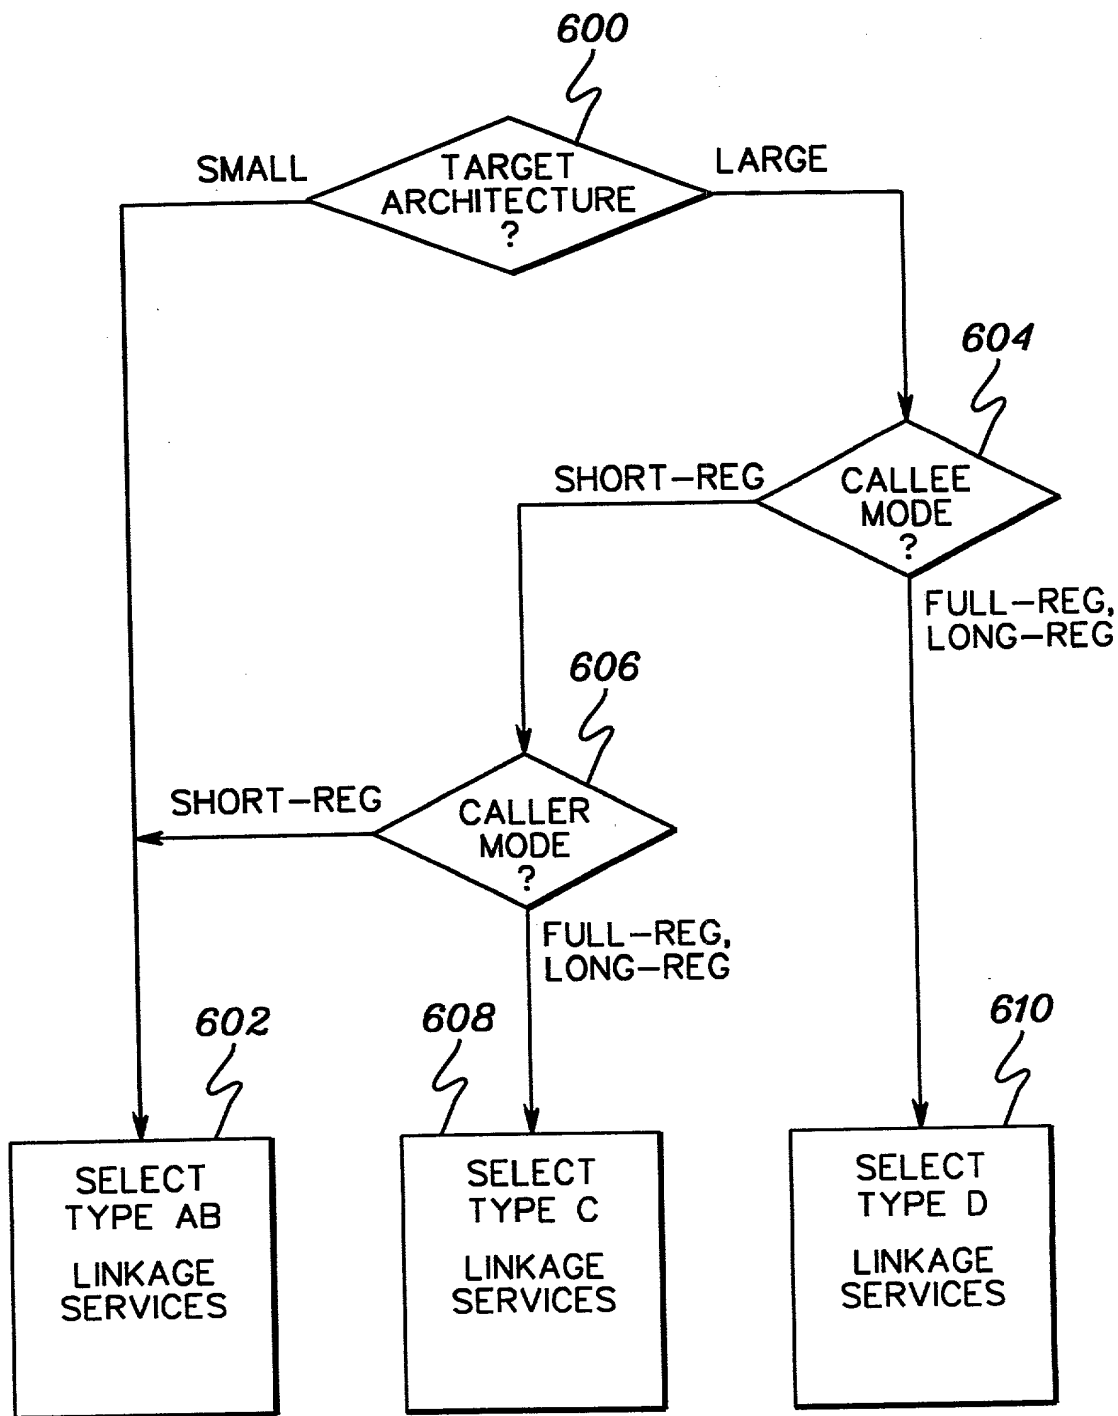 600
SMALL
TARGET
ARCHITECTURE
?
LARGE
604
SHORT-REG
CALLEE
MODE
?
FULL-REG,
LONG-REG
606
SHORT-REG
CALLER
MODE
?
FULL-REG,
LONG-REG
602
608
610
SELECT
TYPE AB
LINKAGE
SERVICES
SELECT
TYPE C
LINKAGE
SERVICES
SELECT
TYPE D
LINKAGE
SERVICES